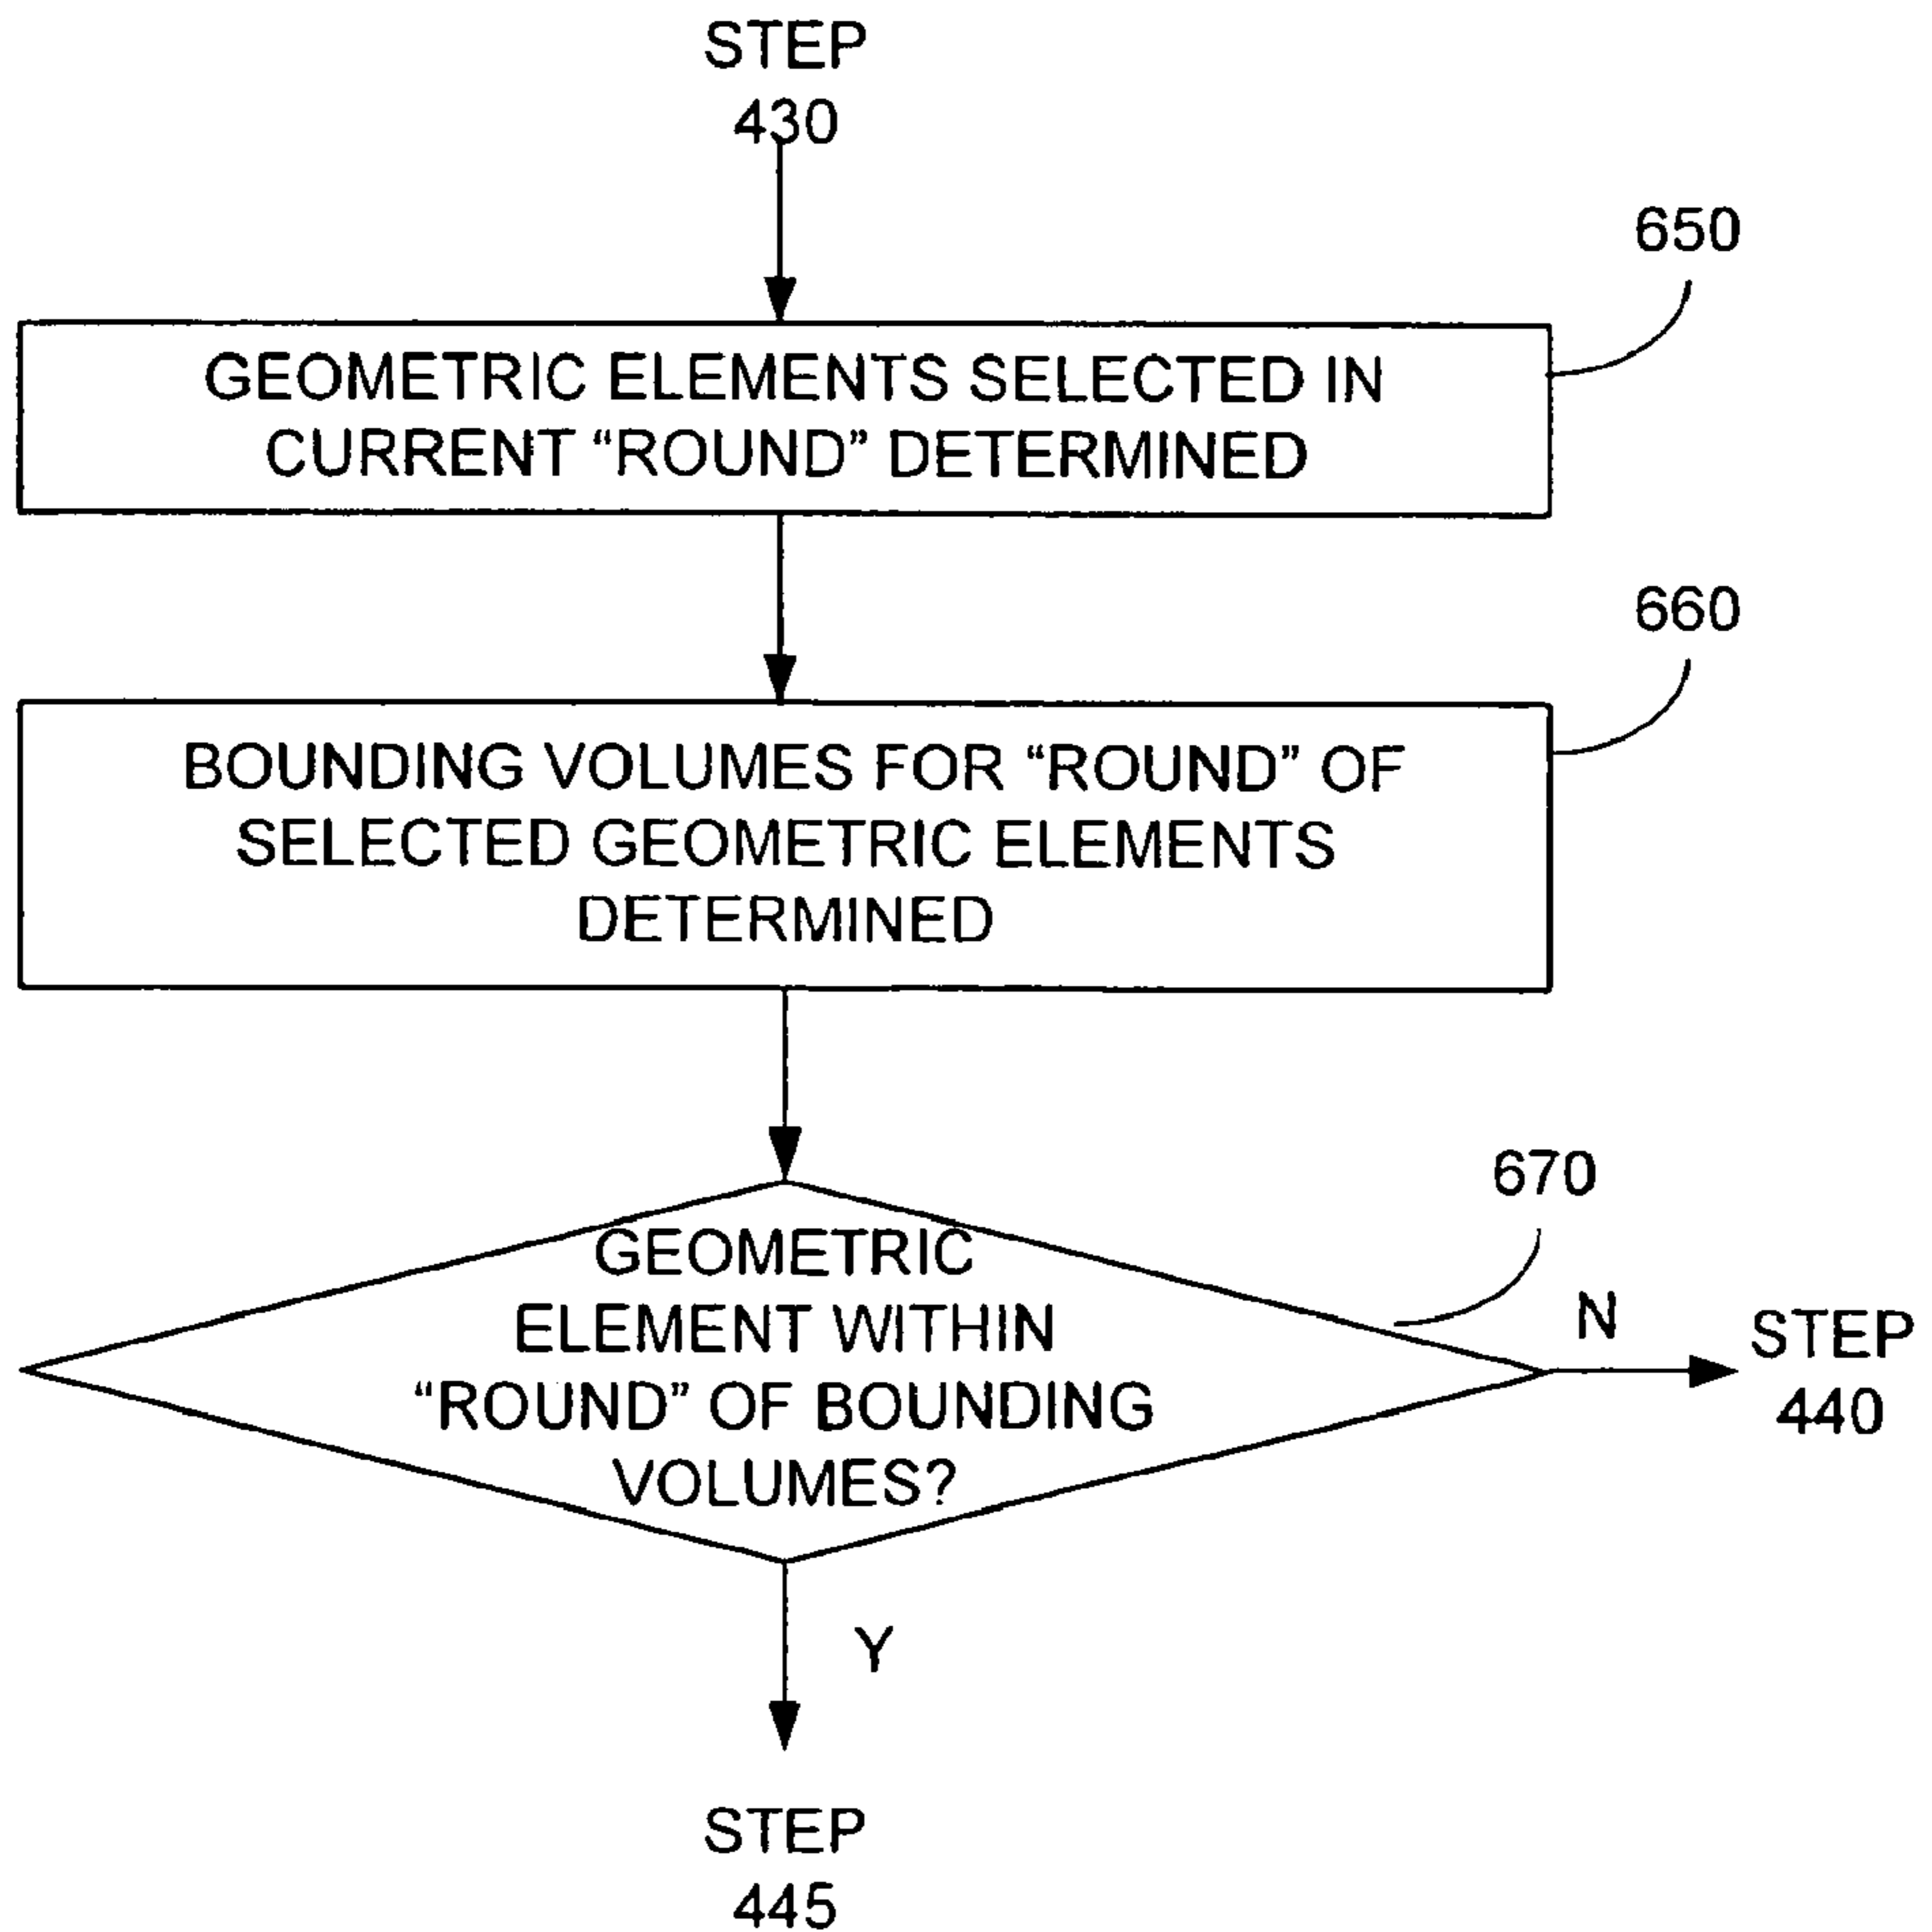 STEP
430
650
GEOMETRIC ELEMENTS SELECTED IN
CURRENT “ROUND” DETERMINED
660
BOUNDING VOLUMES FOR “ROUND” OF
SELECTED GEOMETRIC ELEMENTS
DETERMINED
670
GEOMETRIC
ELEMENT WITHIN
“ROUND” OF BOUNDING
VOLUMES?
N
STEP
440
Y
STEP
445